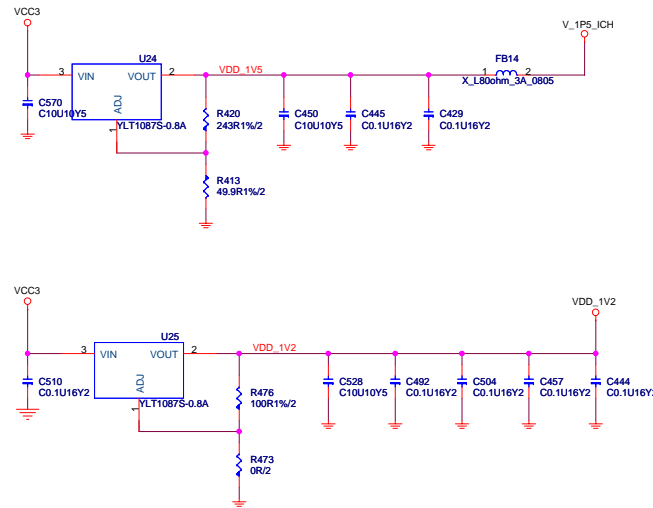 VCC3
V_1P5_ICH
U24
FB14
3 VIN VOUT 2
VDD_1V5
1 2
X_L80ohm_3A_0805
C570
C10U10Y5
ADJ
1
YLT1087S-0.8A
R420
243R1%/2
C450
C10U10Y5
C445
C0.1U16Y2
C429
C0.1U16Y2
R413
49.9R1%/2
VCC3
VDD_1V2
U25
3 VIN VOUT 2
VDD_1V2
C510
C0.1U16Y2
ADJ
1
YLT1087S-0.8A
R476
100R1%/2
C528
C10U10Y5
C492
C0.1U16Y2
C504
C0.1U16Y2
C457
C0.1U16Y2
C444
C0.1U16Y
R473
0R/2